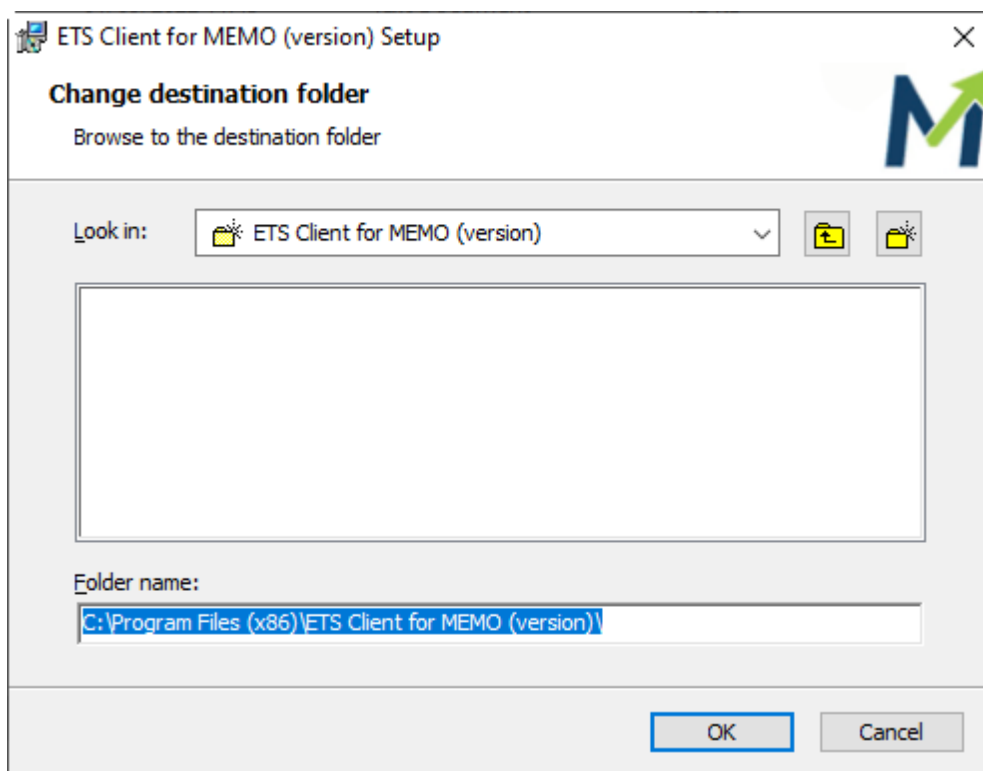 ETS Client for MEMO (version) Setup
Change destination folder
Browse to the destination folder
Look in:
ETS Client for MEMO (version)
Folder name:
C:\Program Files (x86)\ETS Client for MEMO (version)\
OK
Cancel